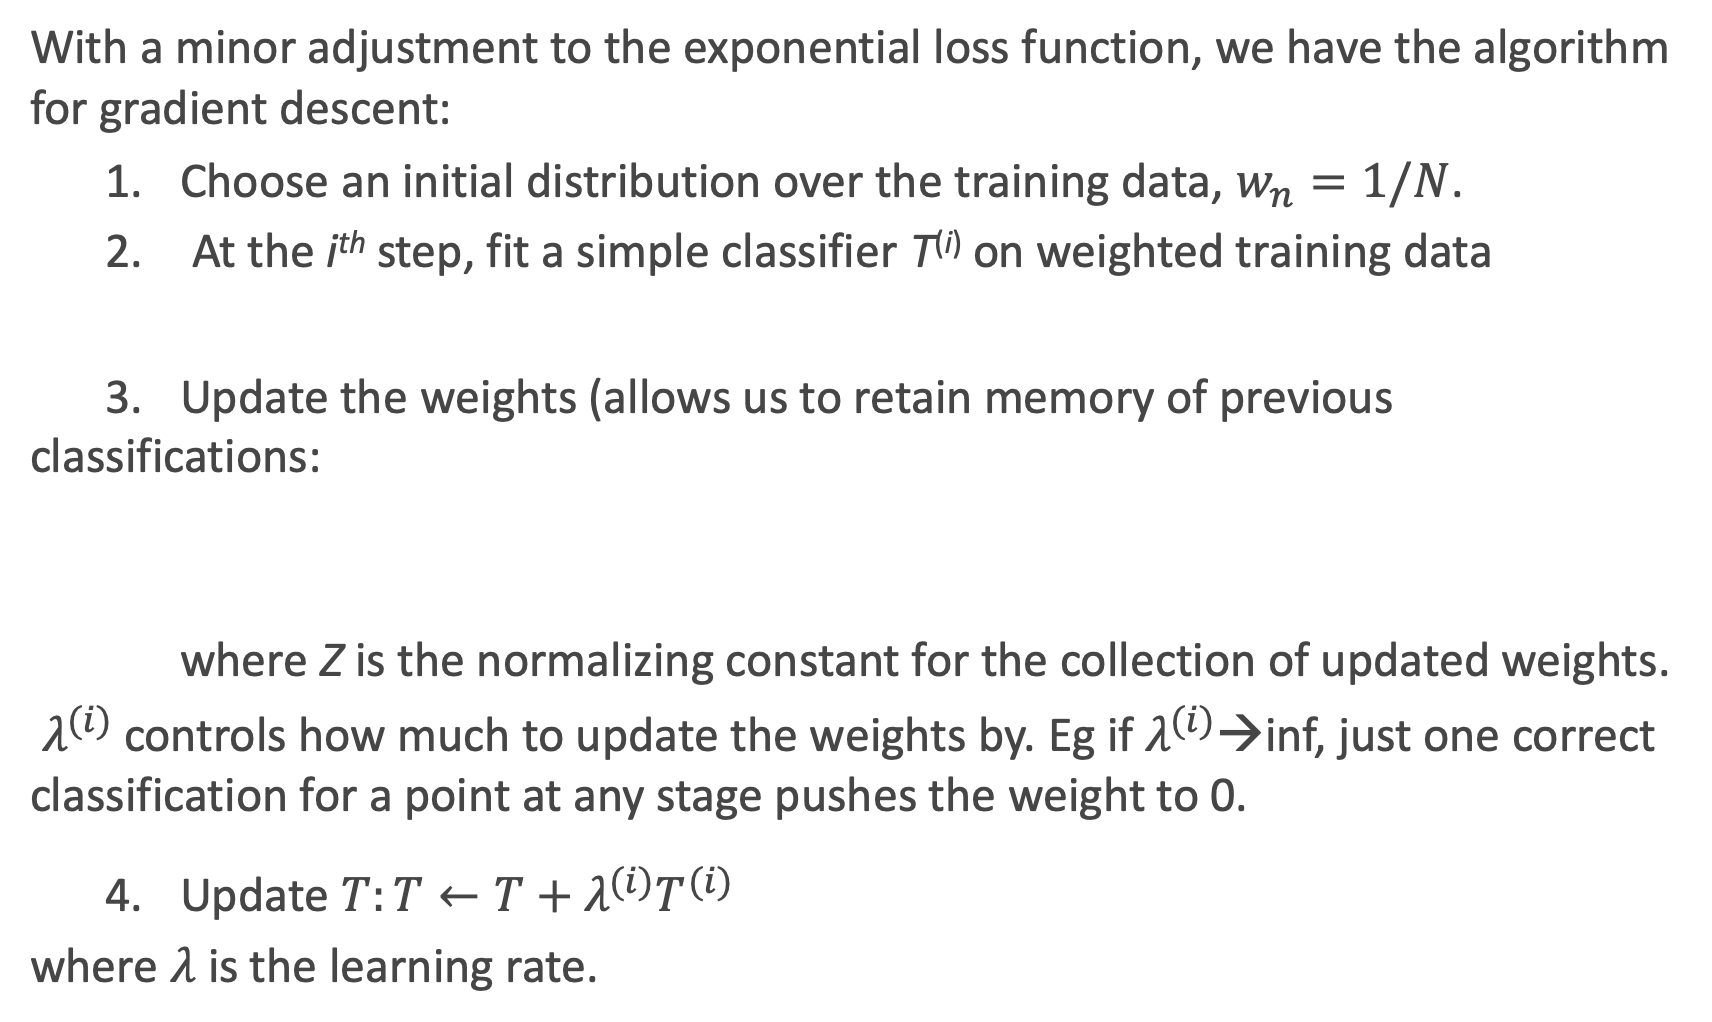 With a minor adjustment to the exponential loss function, we have the algorithm
for gradient descent:
1. Choose an initial distribution over the training data, wₙ = 1/N.
2. At the iᵗʰ step, fit a simple classifier T⁽ⁱ⁾ on weighted training data
3. Update the weights (allows us to retain memory of previous
classifications:
where Z is the normalizing constant for the collection of updated weights.
λ⁽ⁱ⁾ controls how much to update the weights by. Eg if λ⁽ⁱ⁾→inf, just one correct
classification for a point at any stage pushes the weight to 0.
4. Update T: T ← T + λ⁽ⁱ⁾T⁽ⁱ⁾
where λ is the learning rate.